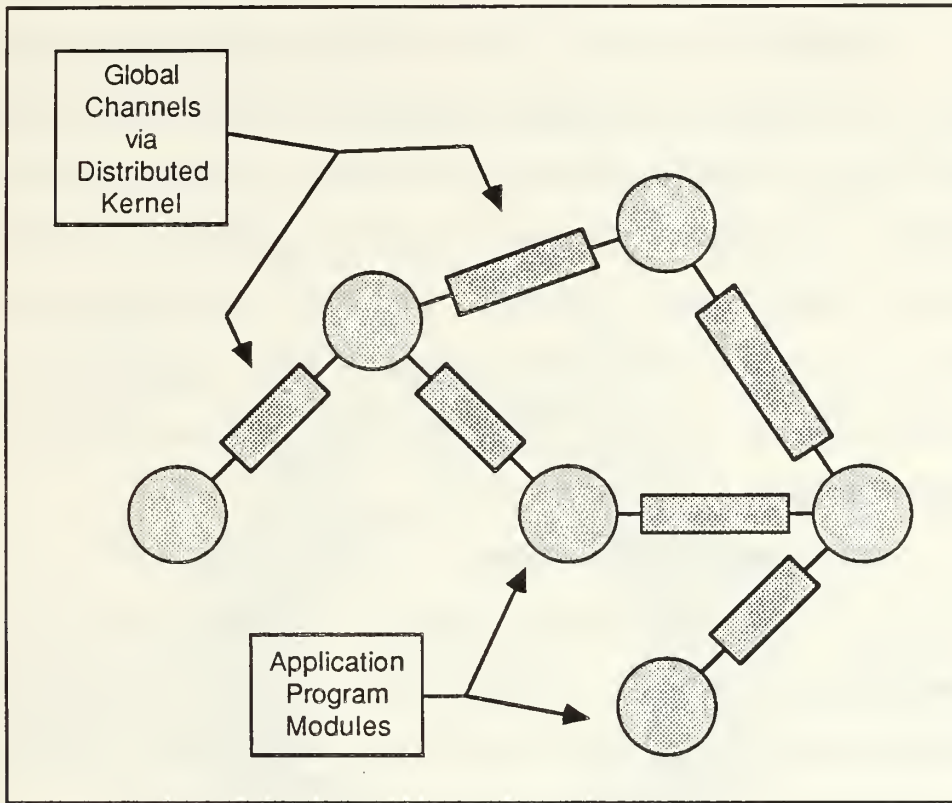 Global
Channels
via
Distributed
Kernel
Application
Program
Modules